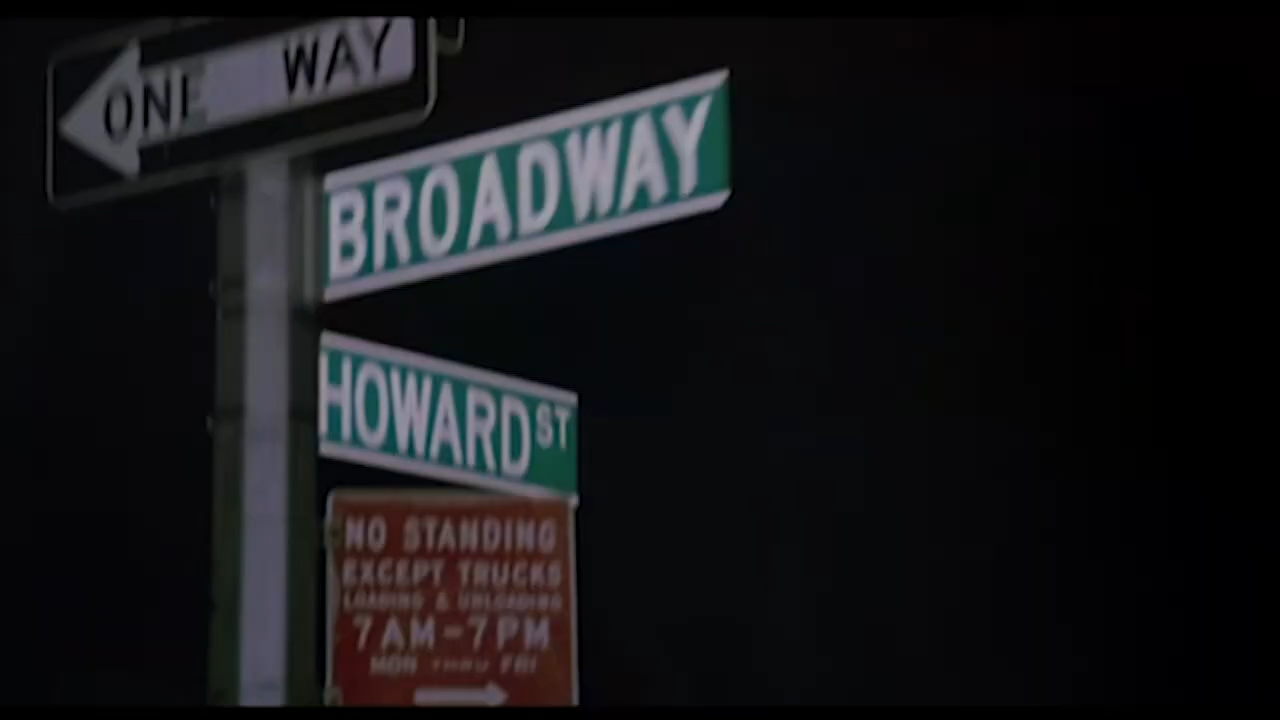 ONE WAY
BROADWAY
HOWARD ST
NO STANDING
EXCEPT TRUCKS
LOADING & UNLOADING
7AM-7PM
MON THRU FRI